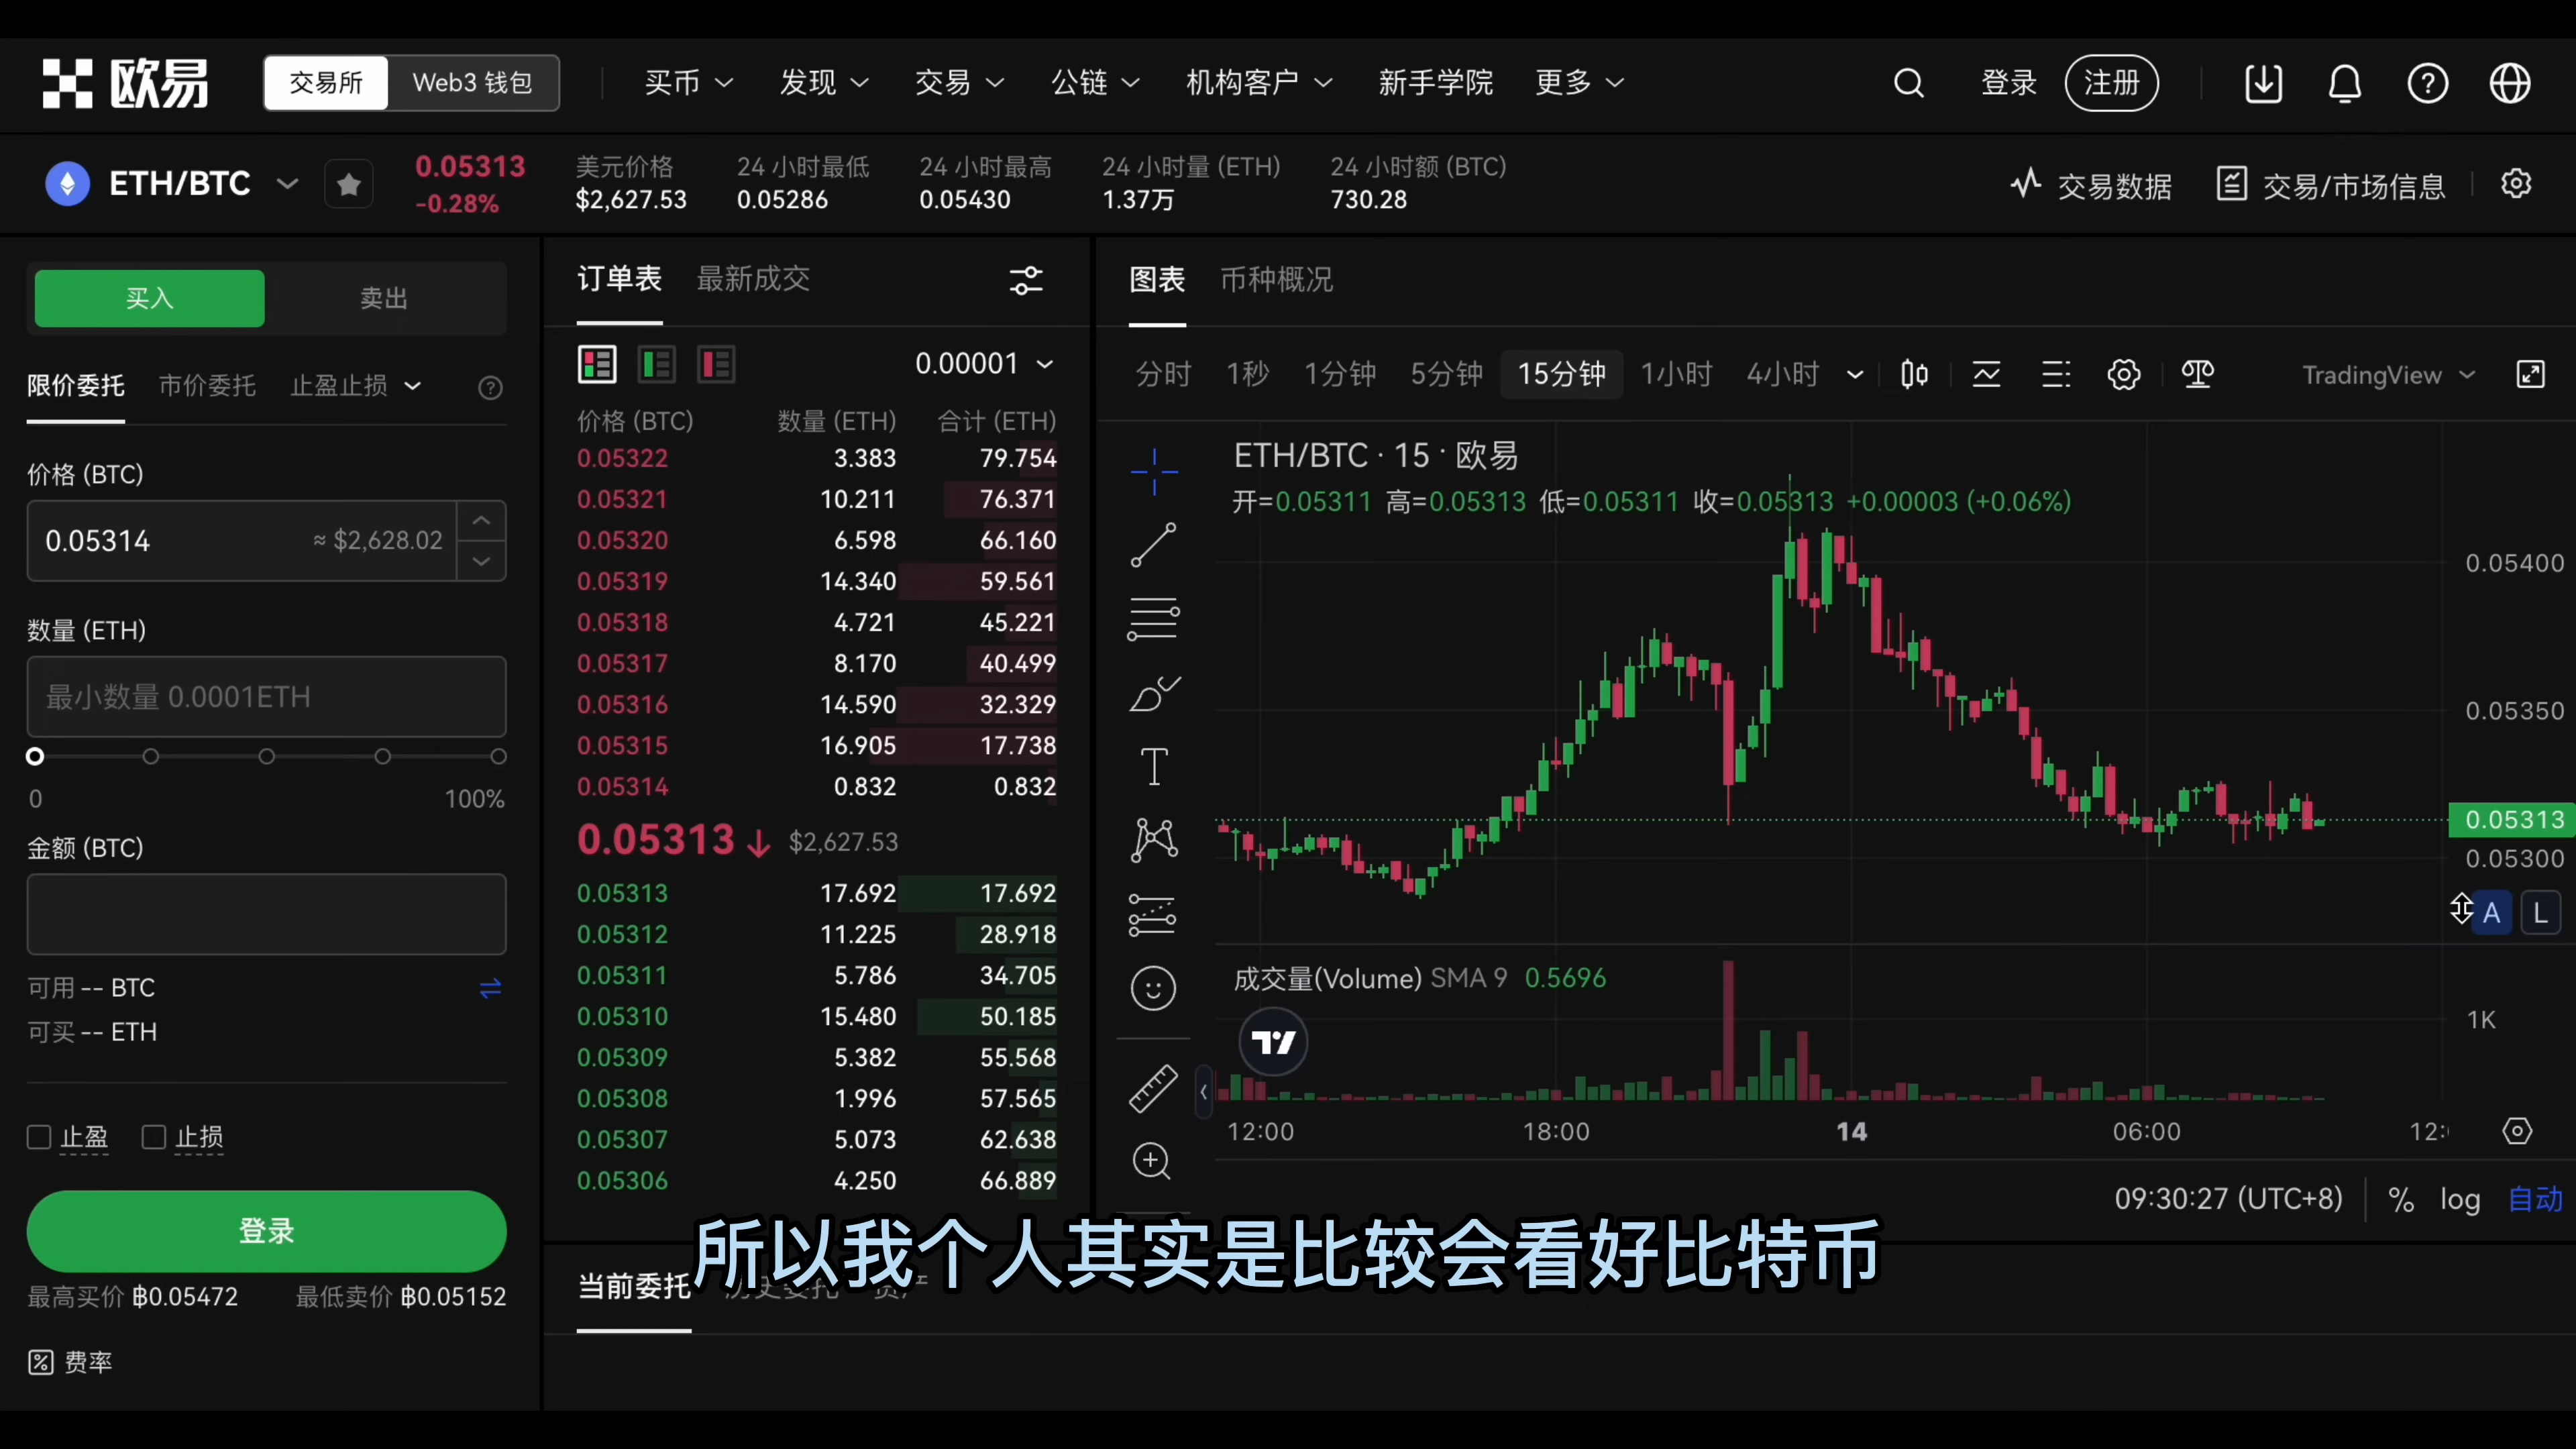 欧易 交易所 Web3 钱包 买币 发现 交易 公链 机构客户 新手学院 更多 登录 注册
ETH/BTC 0.05313 -0.28%
美元价格 24 小时最低 24 小时最高 24 小时量 (ETH) 24 小时额 (BTC)
$2,627.53 0.05286 0.05430 1.37万 730.28
交易数据 交易/市场信息
买入 卖出
限价委托 市价委托 止盈止损
价格 (BTC)
0.05314 ≈ $2,628.02
数量 (ETH)
最小数量 0.0001ETH
0 100%
金额 (BTC)
可用 -- BTC
可买 -- ETH
止盈 止损
登录
最高买价 ₿0.05472 最低卖价 ₿0.05152
费率
订单表 最新成交
0.00001
价格 (BTC) 数量 (ETH) 合计 (ETH)
0.05322 3.383 79.754
0.05321 10.211 76.371
0.05320 6.598 66.160
0.05319 14.340 59.561
0.05318 4.721 45.221
0.05317 8.170 40.499
0.05316 14.590 32.329
0.05315 16.905 17.738
0.05314 0.832 0.832
0.05313 ↓ $2,627.53
0.05313 17.692 17.692
0.05312 11.225 28.918
0.05311 5.786 34.705
0.05310 15.480 50.185
0.05309 5.382 55.568
0.05308 1.996 57.565
0.05307 5.073 62.638
0.05306 4.250 66.889
图表 币种概况
分时 1秒 1分钟 5分钟 15分钟 1小时 4小时 TradingView
ETH/BTC · 15 · 欧易
开=0.05311 高=0.05313 低=0.05311 收=0.05313 +0.00003 (+0.06%)
0.05400
0.05350
0.05313
0.05300
A L
成交量(Volume) SMA 9 0.5696
1K
12:00 18:00 14 06:00
09:30:27 (UTC+8) % log 自动
当前委托
所以我个人其实是比较会看好比特币